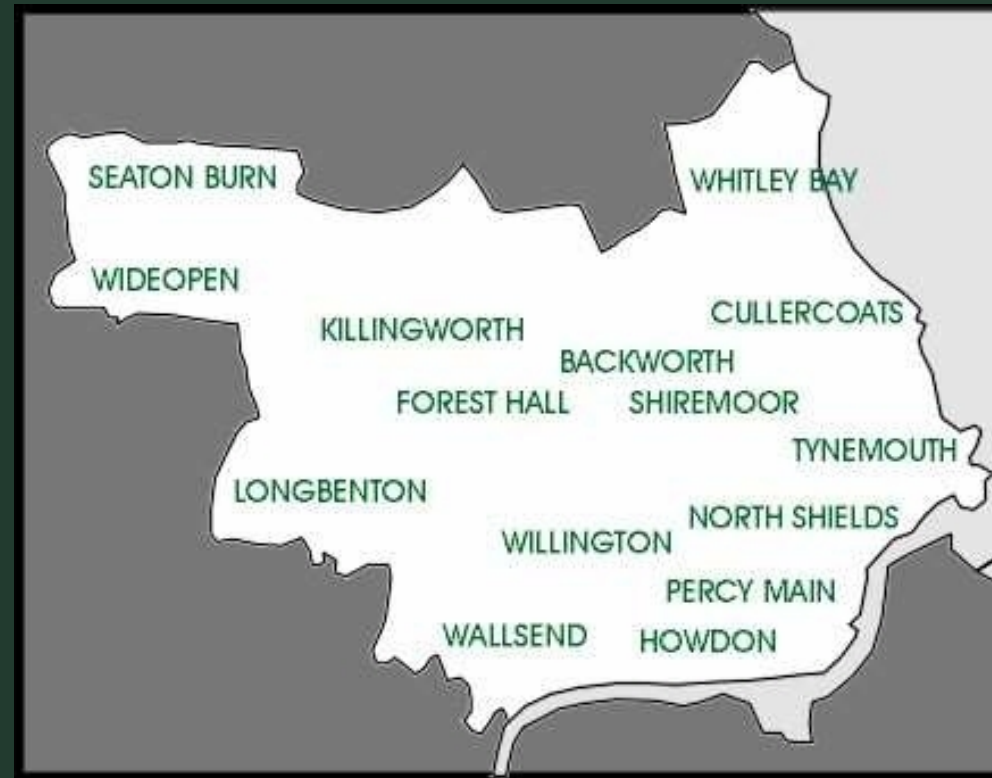 SEATON BURN
WHITLEY BAY
WIDEOPEN
CULLERCOATS
KILLINGWORTH
BACKWORTH
FOREST HALL
SHIREMOOR
TYNEMOUTH
LONGBENTON
NORTH SHIELDS
WILLINGTON
PERCY MAIN
WALLSEND
HOWDON